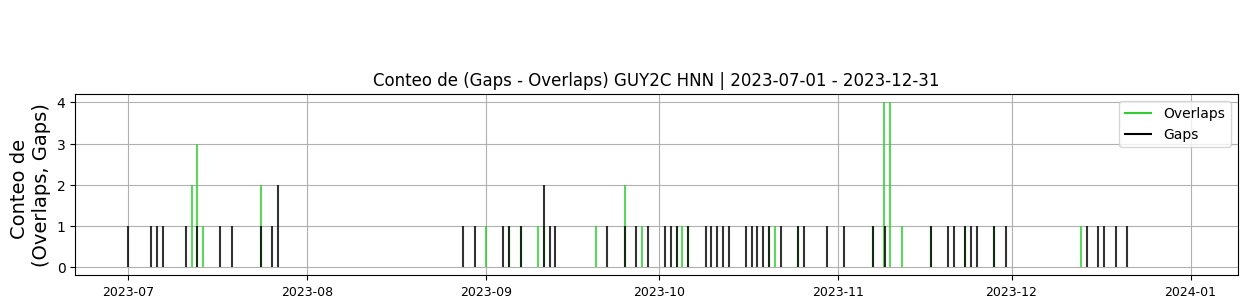 Conteo de (Gaps - Overlaps) GUY2C HNN | 2023-07-01 - 2023-12-31
Conteo de
(Overlaps, Gaps)
4
3
2
1
0
Overlaps
Gaps
2023-07
2023-08
2023-09
2023-10
2023-11
2023-12
2024-01